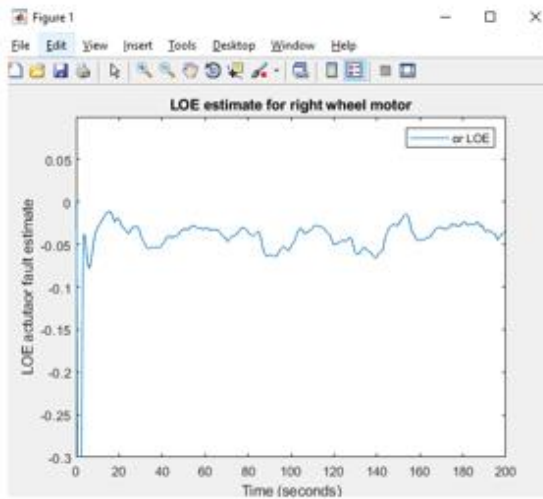 Figure 1
File Edit View Insert Tools Desktop Window Help
LOE estimate for right wheel motor
αr LOE
0.05
0
-0.05
-0.1
-0.15
-0.2
-0.25
-0.3
LOE actutaor fault estimate
0 20 40 60 80 100 120 140 160 180 200
Time (seconds)